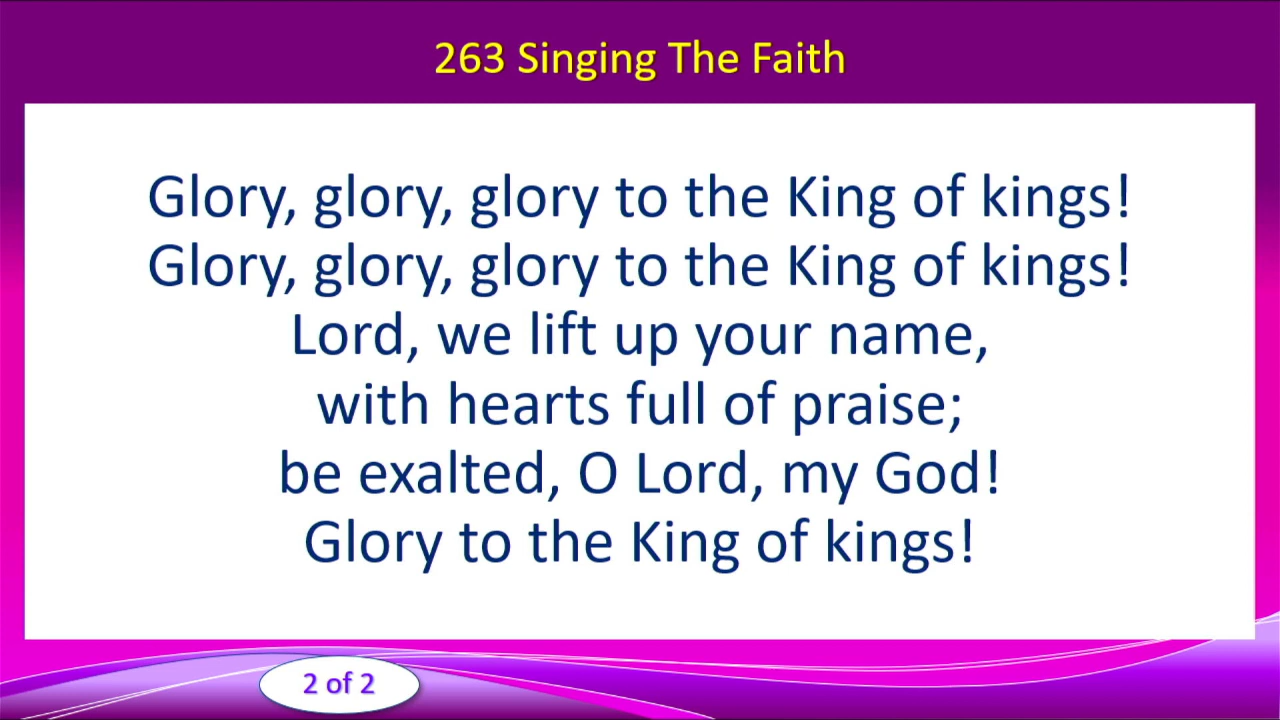 263 Singing The Faith
Glory, glory, glory to the King of kings!
Glory, glory, glory to the King of kings!
Lord, we lift up your name,
with hearts full of praise;
be exalted, O Lord, my God!
Glory to the King of kings!
2 of 2